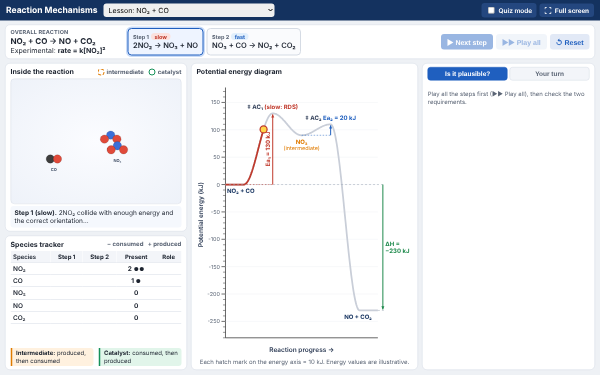 Reaction Mechanisms
Lesson: NO₂ + CO
Quiz mode
Full screen
OVERALL REACTION
NO₂ + CO → NO + CO₂
Experimental: rate = k[NO₂]²
Step 1 slow
2NO₂ → NO₃ + NO
Step 2 fast
NO₃ + CO → NO₂ + CO₂
Next step
Play all
Reset
Inside the reaction
intermediate
catalyst
CO
NO₂
Step 1 (slow). 2NO₂ collide with enough energy and
the correct orientation...
Species tracker
− consumed + produced
Species Step 1 Step 2 Present Role
NO₂ 2
CO 1
NO₃ 0
NO 0
CO₂ 0
Intermediate: produced,
then consumed
Catalyst: consumed, then
produced
Potential energy diagram
Potential energy (kJ)
150
100
50
0
-50
-100
-150
-200
-250
‡ AC₁ (slow: RDS)
Ea₁ = 130 kJ
‡ AC₂ Ea₂ = 20 kJ
NO₃
(intermediate)
NO₂ + CO
ΔH =
−230 kJ
NO + CO₂
Reaction progress →
Each hatch mark on the energy axis = 10 kJ. Energy values are illustrative.
Is it plausible?
Your turn
Play all the steps first (▶▶ Play all), then check the two
requirements.